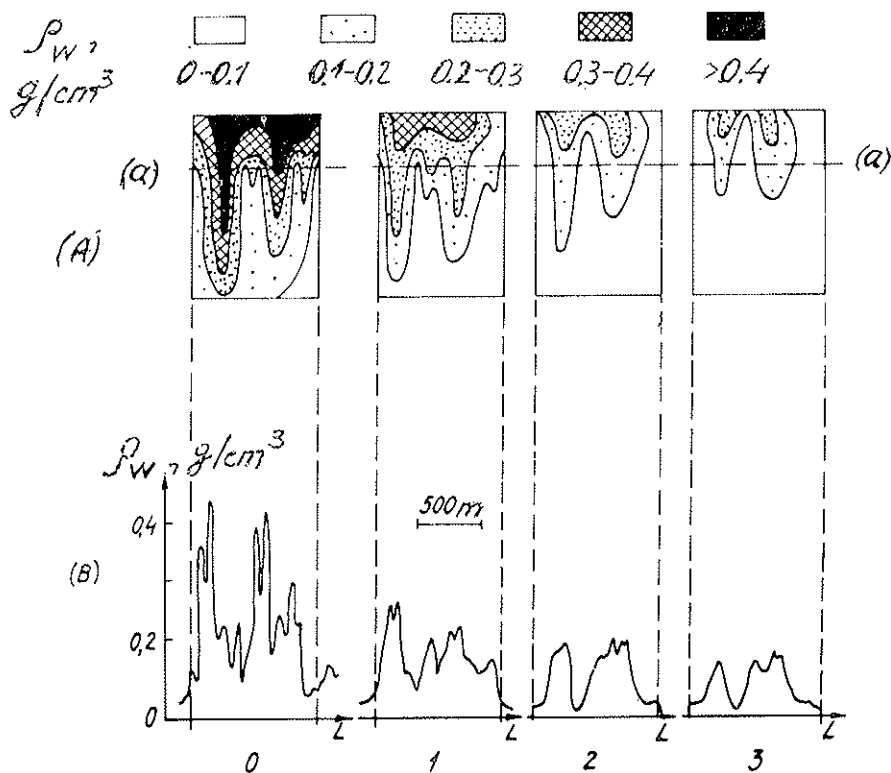 ρw,
g/cm³
0-0.1 0.1-0.2 0.2-0.3 0.3-0.4 >0.4
(a) (a)
(A)
ρw, g/cm³
0,4
500m
(B)
0,2
0
L L L L
0 1 2 3